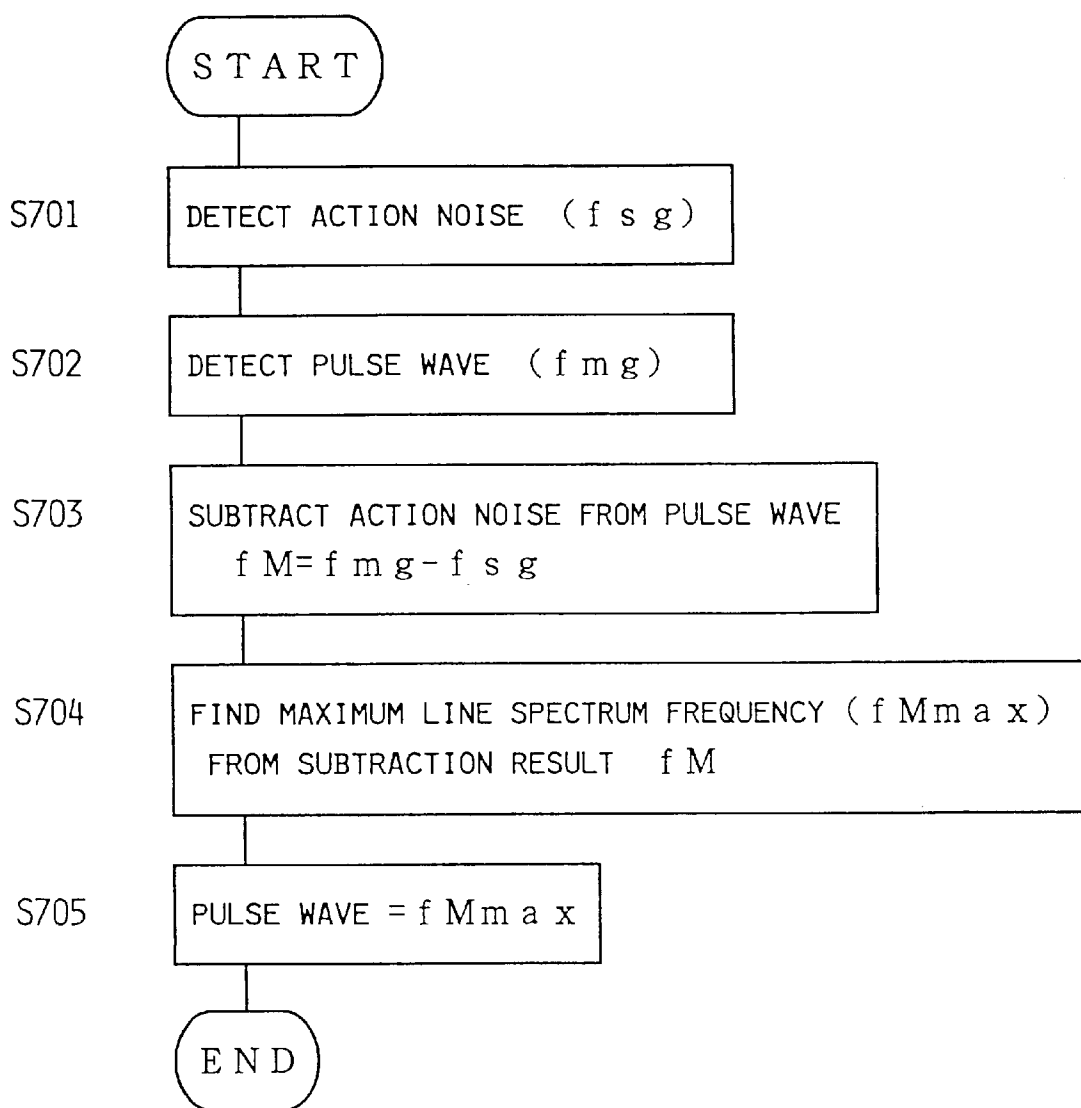 START
S701 DETECT ACTION NOISE (fsg)
S702 DETECT PULSE WAVE (fmg)
S703 SUBTRACT ACTION NOISE FROM PULSE WAVE
fM=fmg-fsg
S704 FIND MAXIMUM LINE SPECTRUM FREQUENCY (fMmax)
FROM SUBTRACTION RESULT fM
S705 PULSE WAVE =fMmax
END